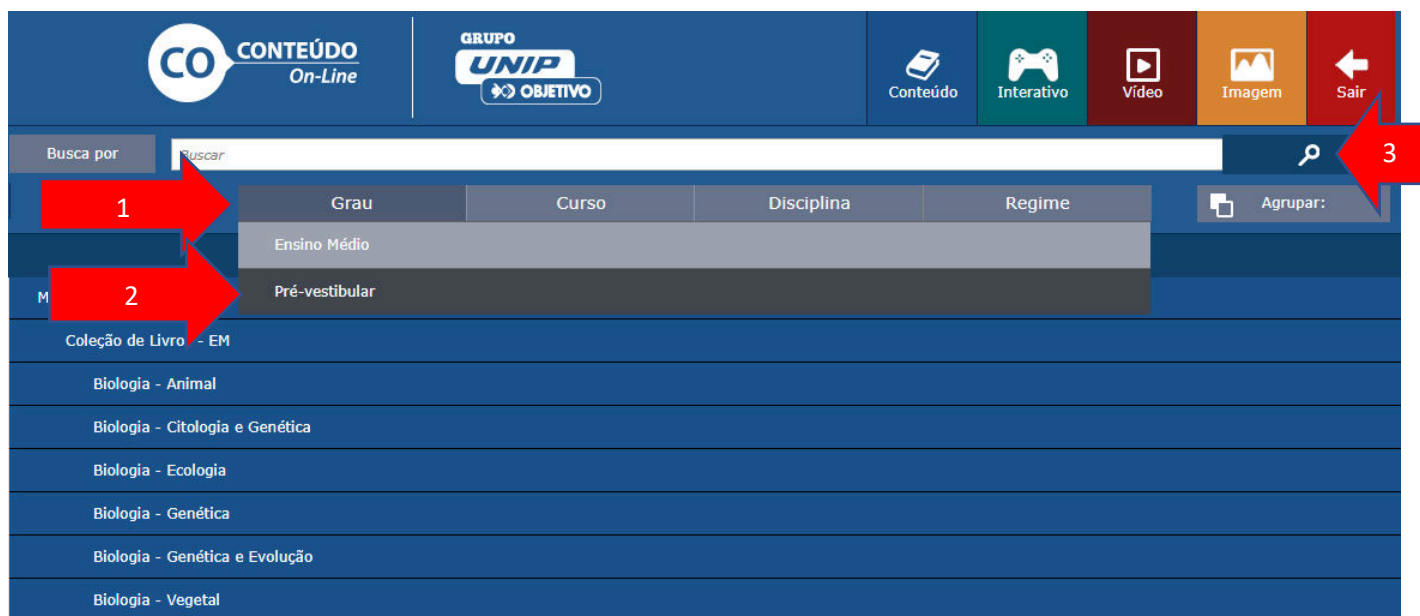 CO CONTEÚDO
On-Line
GRUPO
UNIP
OBJETIVO
Conteúdo
Interativo
Vídeo
Imagem
Sair
Busca por
Buscar
3
1
Grau
Curso
Disciplina
Regime
Agrupar:
Ensino Médio
2
Pré-vestibular
M
Coleção de Livro - EM
Biologia - Animal
Biologia - Citologia e Genética
Biologia - Ecologia
Biologia - Genética
Biologia - Genética e Evolução
Biologia - Vegetal